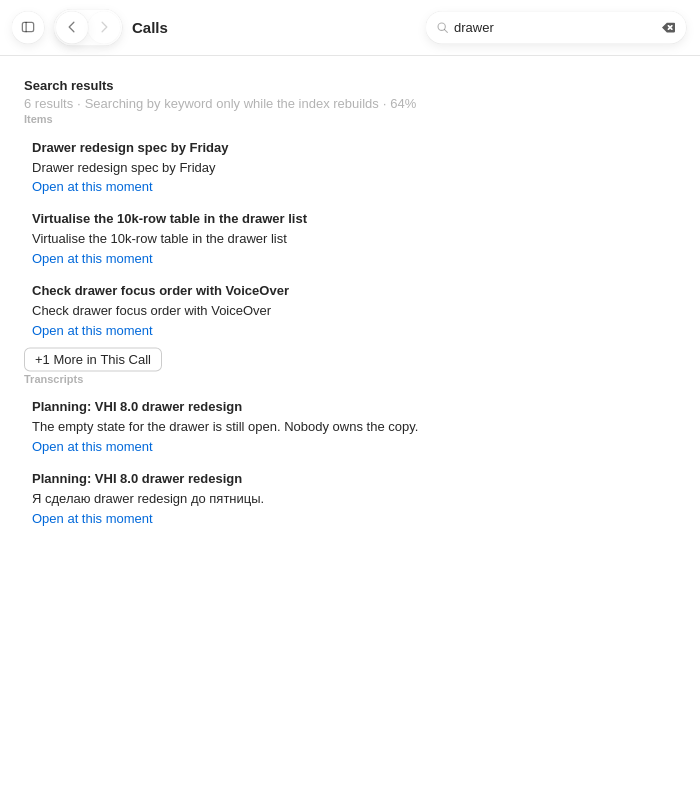 Calls
drawer
Search results
6 results · Searching by keyword only while the index rebuilds · 64%
Items
Drawer redesign spec by Friday
Drawer redesign spec by Friday
Open at this moment
Virtualise the 10k-row table in the drawer list
Virtualise the 10k-row table in the drawer list
Open at this moment
Check drawer focus order with VoiceOver
Check drawer focus order with VoiceOver
Open at this moment
+1 More in This Call
Transcripts
Planning: VHI 8.0 drawer redesign
The empty state for the drawer is still open. Nobody owns the copy.
Open at this moment
Planning: VHI 8.0 drawer redesign
Я сделаю drawer redesign до пятницы.
Open at this moment